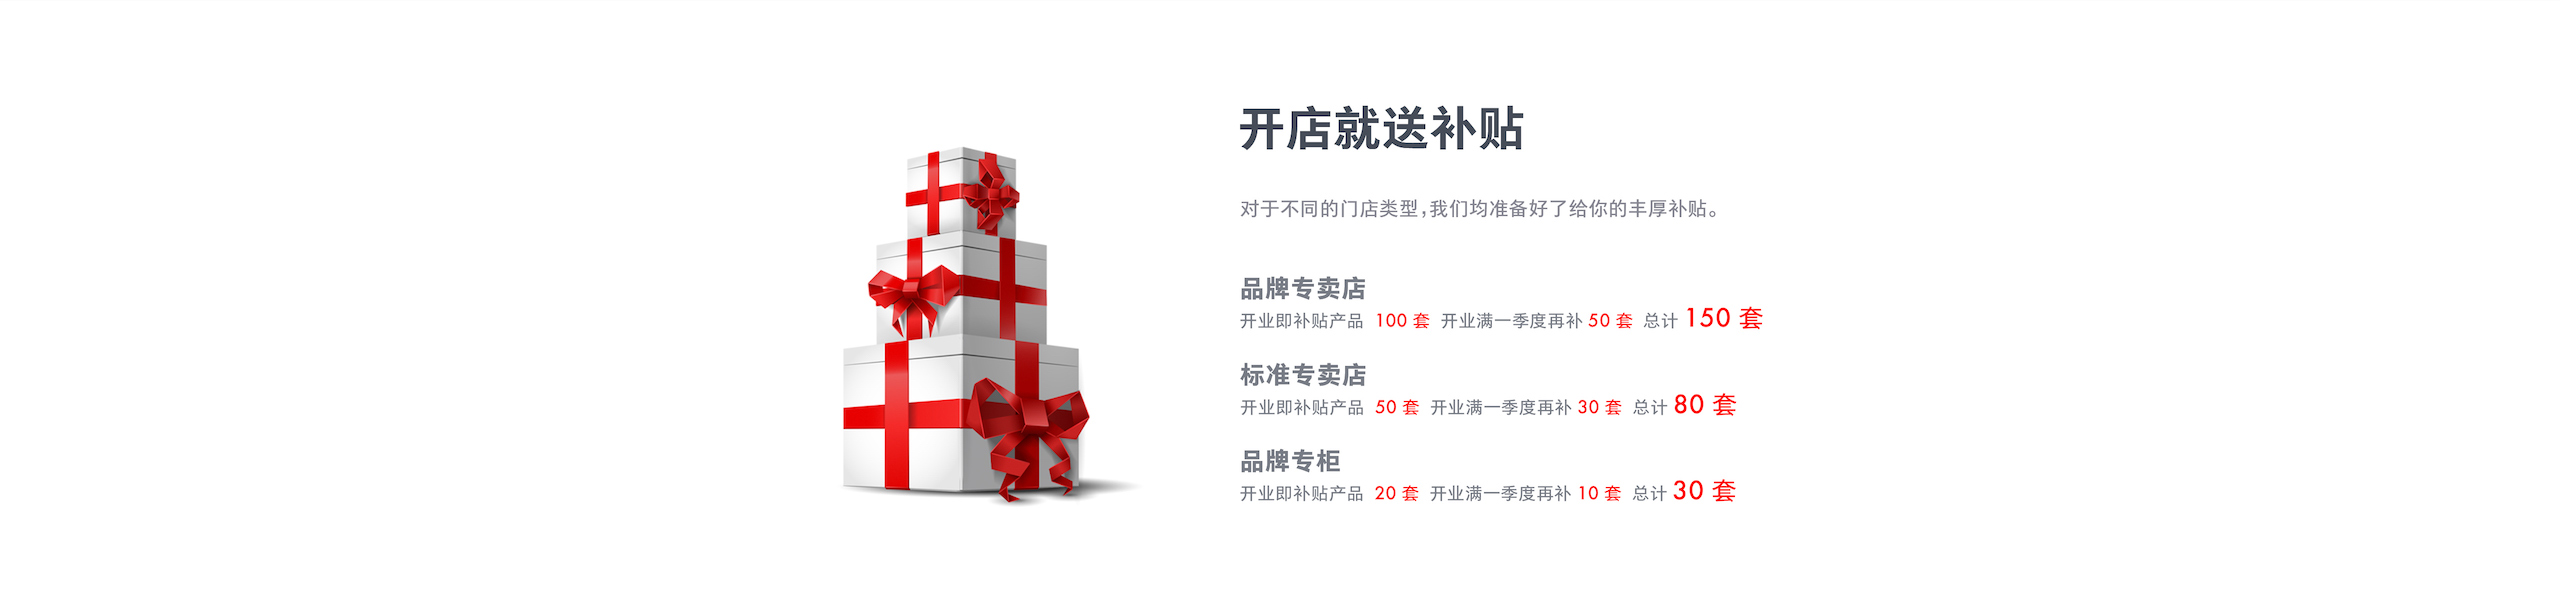 开店就送补贴
对于不同的门店类型,我们均准备好了给你的丰厚补贴。
品牌专卖店
开业即补贴产品 100 套 开业满一季度再补 50 套 总计 150 套
标准专卖店
开业即补贴产品 50 套 开业满一季度再补 30 套 总计 80 套
品牌专柜
开业即补贴产品 20 套 开业满一季度再补 10 套 总计 30 套